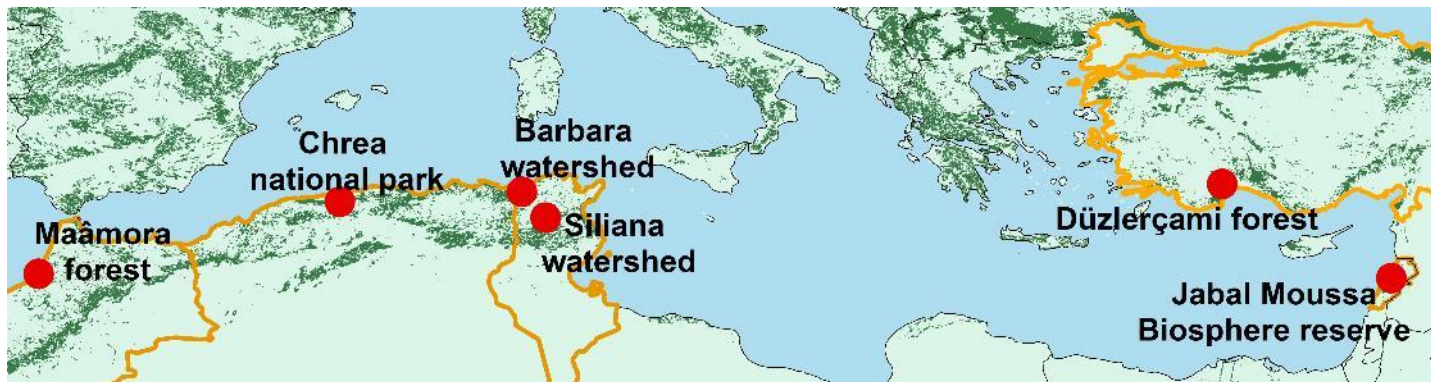 Chrea
national park
Barbara
watershed
Maâmora
forest
Siliana
watershed
Düzlerçami forest
Jabal Moussa
Biosphere reserve